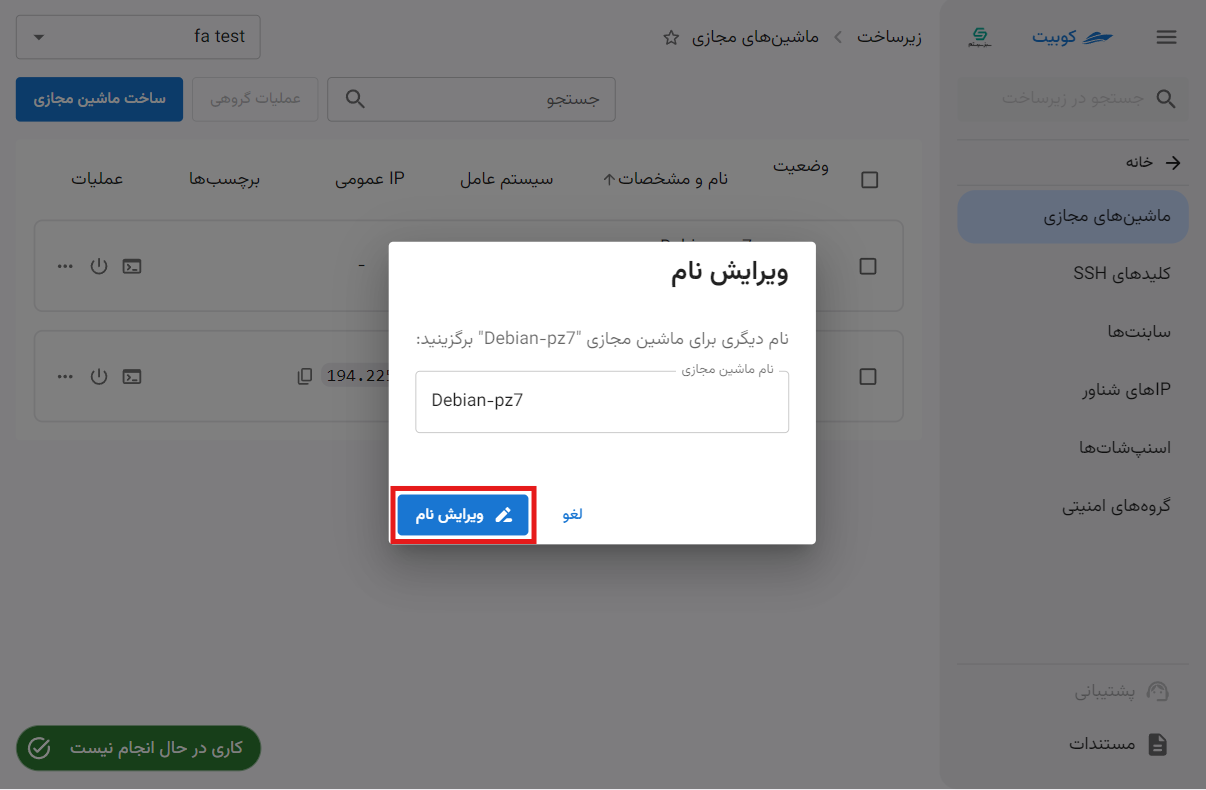 کوبیت
زیرساخت
ماشین‌های مجازی
fa test
جستجو در زیرساخت
جستجو
عملیات گروهی
ساخت ماشین مجازی
خانه
ماشین‌های مجازی
کلیدهای SSH
سابنت‌ها
IPهای شناور
اسنپ‌شات‌ها
گروه‌های امنیتی
پشتیبانی
مستندات
وضعیت
نام و مشخصات
سیستم عامل
IP عمومی
برچسب‌ها
عملیات
-
194.225
ویرایش نام
نام دیگری برای ماشین مجازی "Debian-pz7" برگزینید:
نام ماشین مجازی
Debian-pz7
لغو
ویرایش نام
کاری در حال انجام نیست